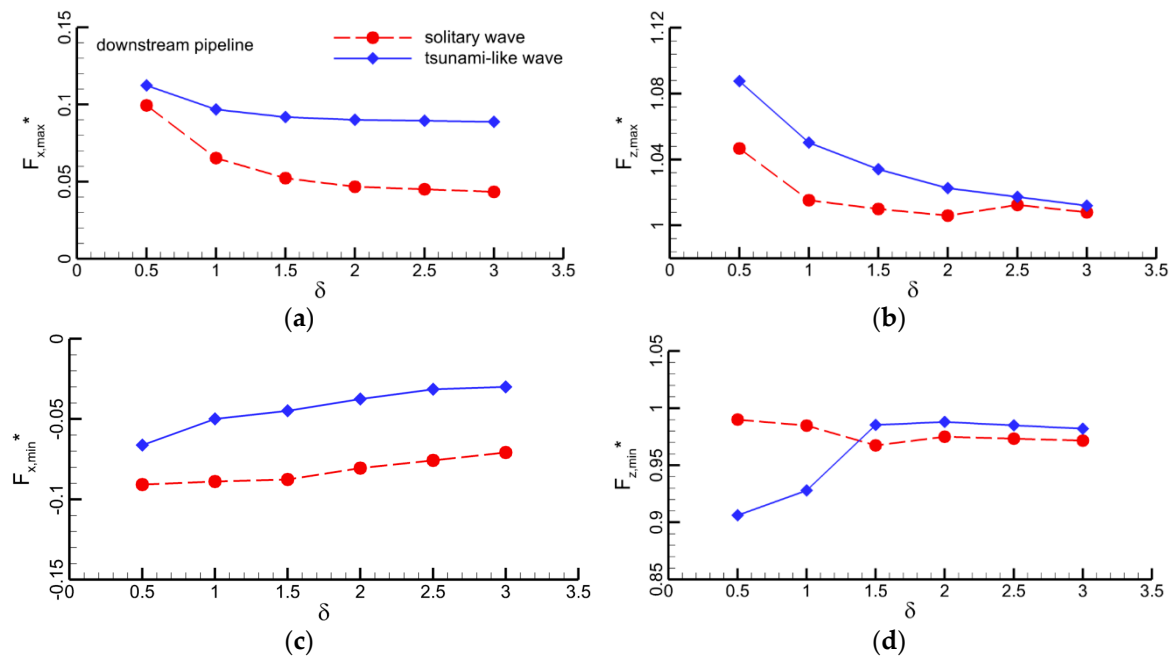 downstream pipeline
solitary wave
tsunami-like wave
F x,max *
0.15
0.1
0.05
0
0 0.5 1 1.5 2 2.5 3 3.5
δ
(a)
F z,max *
1.12
1.08
1.04
1
0 0.5 1 1.5 2 2.5 3 3.5
δ
(b)
F x,min *
0
-0.05
-0.1
-0.15
0 0.5 1 1.5 2 2.5 3 3.5
δ
(c)
F z,min *
1.05
1
0.95
0.9
0.85
0 0.5 1 1.5 2 2.5 3 3.5
δ
(d)